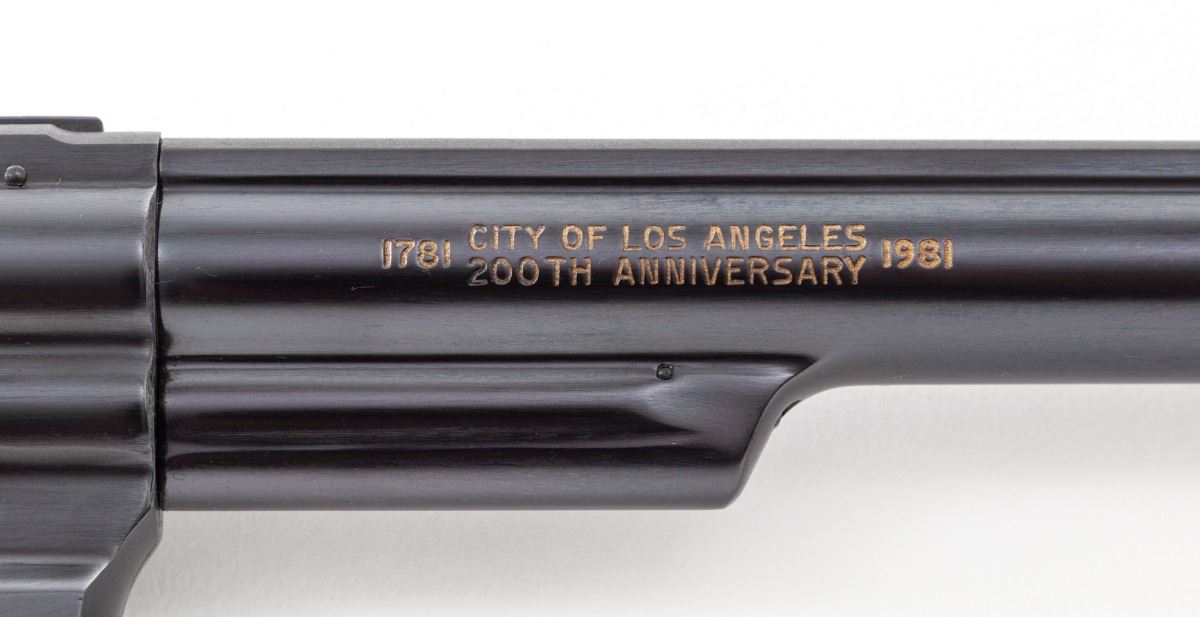 1781 CITY OF LOS ANGELES 1981
200TH ANNIVERSARY